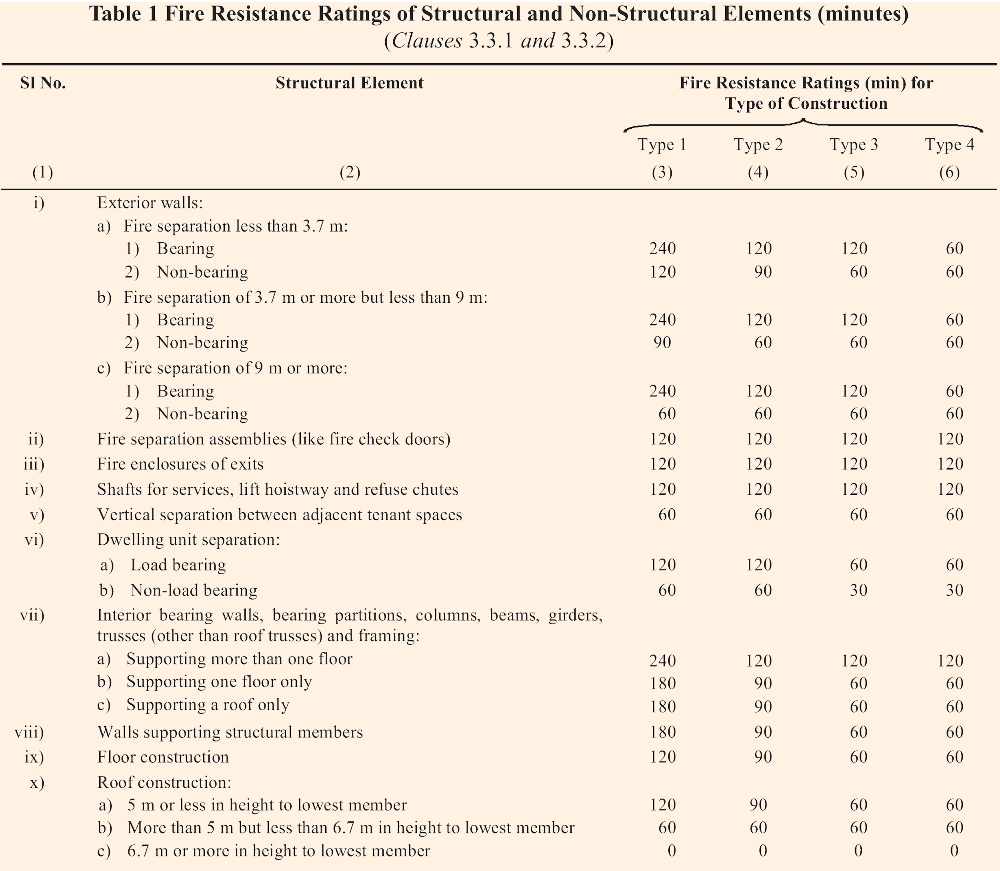 Table 1 Fire Resistance Ratings of Structural and Non-Structural Elements (minutes)
(Clauses 3.3.1 and 3.3.2)
Sl No. Structural Element Fire Resistance Ratings (min) for
Type of Construction
Type 1 Type 2 Type 3 Type 4
(1) (2) (3) (4) (5) (6)
i) Exterior walls:
a) Fire separation less than 3.7 m:
1) Bearing 240 120 120 60
2) Non-bearing 120 90 60 60
b) Fire separation of 3.7 m or more but less than 9 m:
1) Bearing 240 120 120 60
2) Non-bearing 90 60 60 60
c) Fire separation of 9 m or more:
1) Bearing 240 120 120 60
2) Non-bearing 60 60 60 60
ii) Fire separation assemblies (like fire check doors) 120 120 120 120
iii) Fire enclosures of exits 120 120 120 120
iv) Shafts for services, lift hoistway and refuse chutes 120 120 120 120
v) Vertical separation between adjacent tenant spaces 60 60 60 60
vi) Dwelling unit separation:
a) Load bearing 120 120 60 60
b) Non-load bearing 60 60 30 30
vii) Interior bearing walls, bearing partitions, columns, beams, girders,
trusses (other than roof trusses) and framing:
a) Supporting more than one floor 240 120 120 120
b) Supporting one floor only 180 90 60 60
c) Supporting a roof only 180 90 60 60
viii) Walls supporting structural members 180 90 60 60
ix) Floor construction 120 90 60 60
x) Roof construction:
a) 5 m or less in height to lowest member 120 90 60 60
b) More than 5 m but less than 6.7 m in height to lowest member 60 60 60 60
c) 6.7 m or more in height to lowest member 0 0 0 0